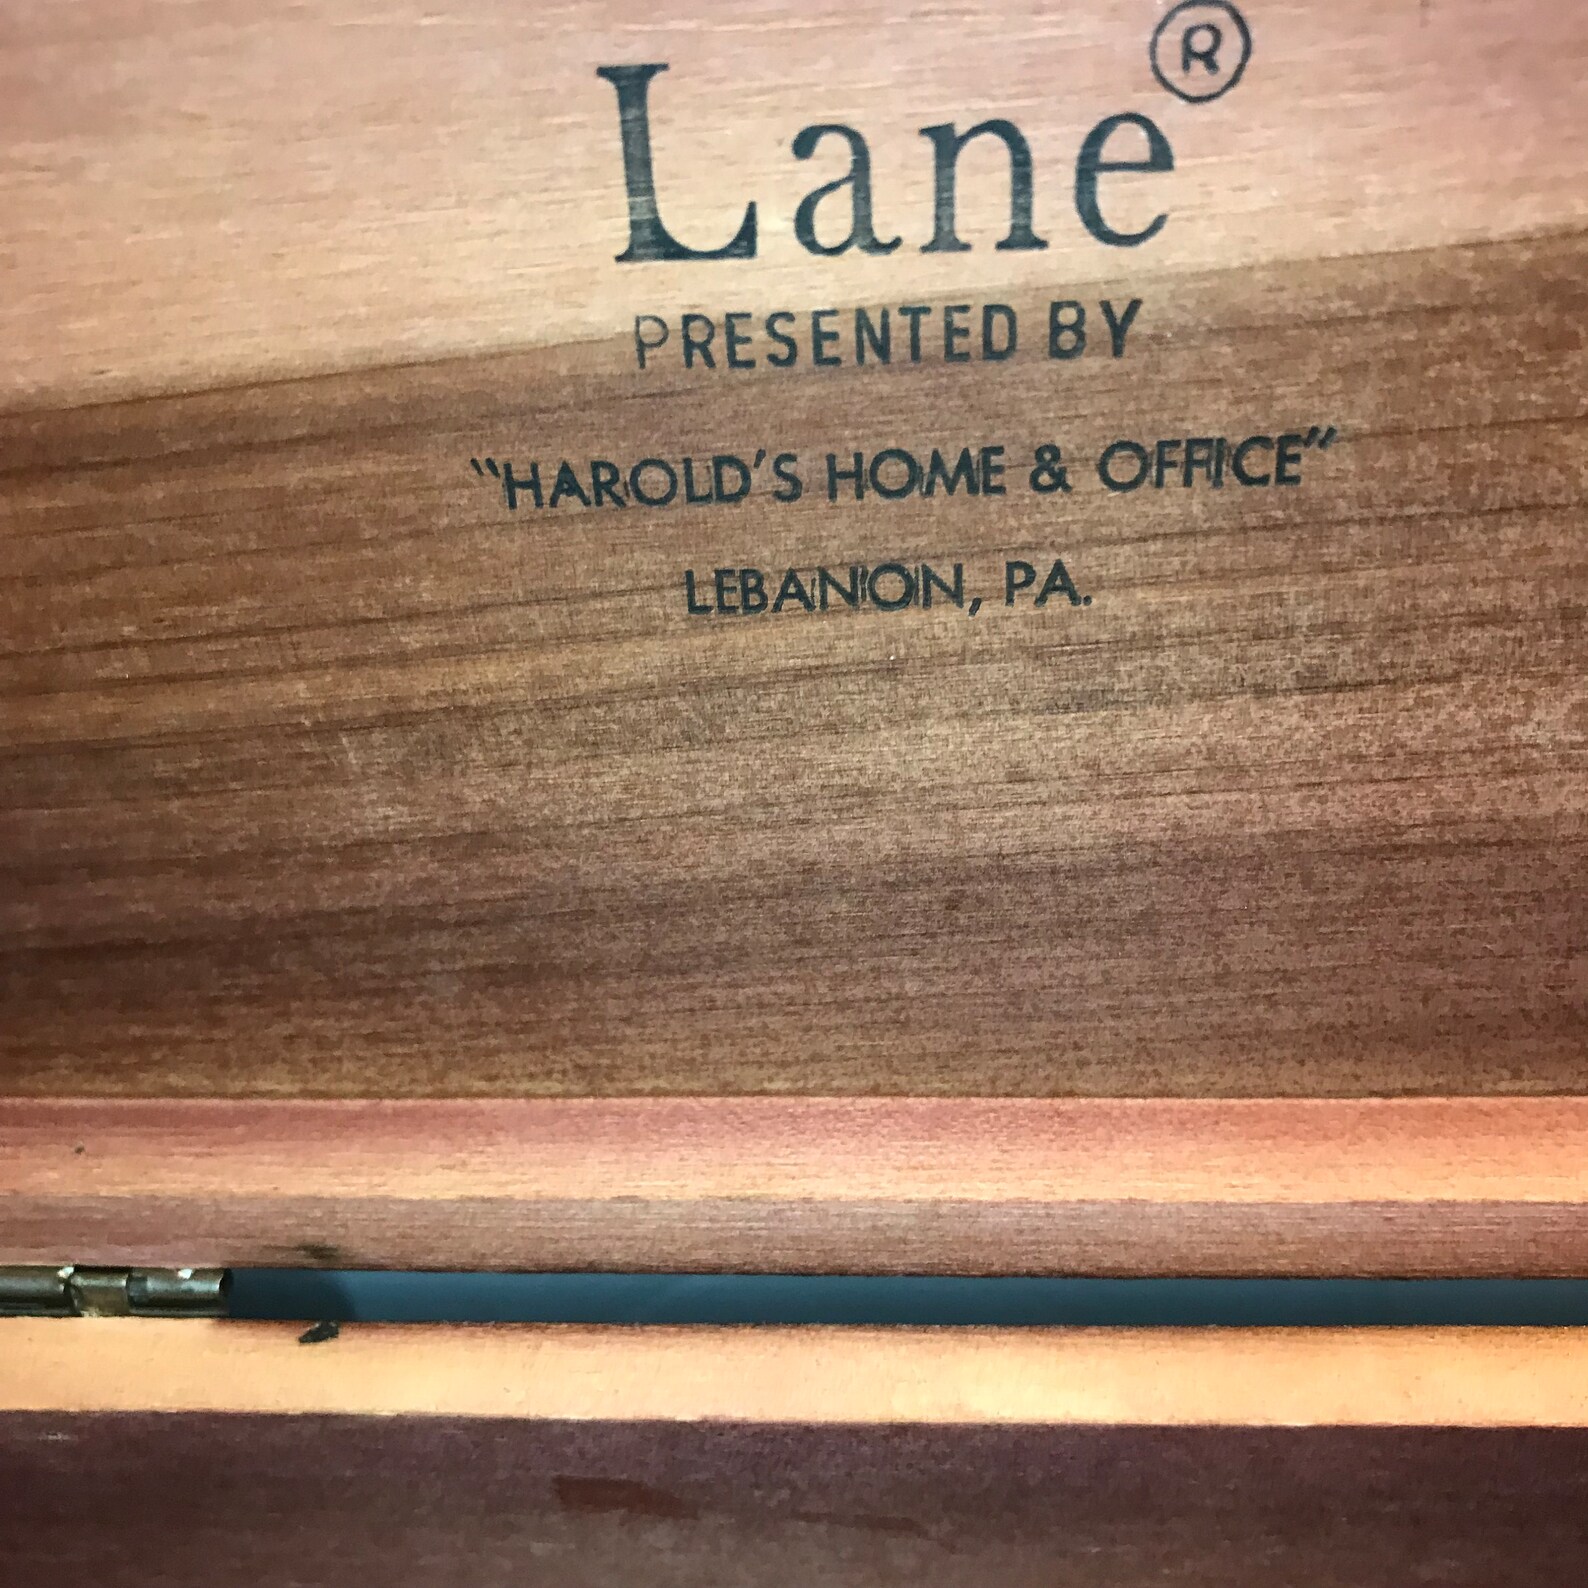 Lane®
PRESENTED BY
"HAROLD'S HOME & OFFICE"
LEBANON, PA.